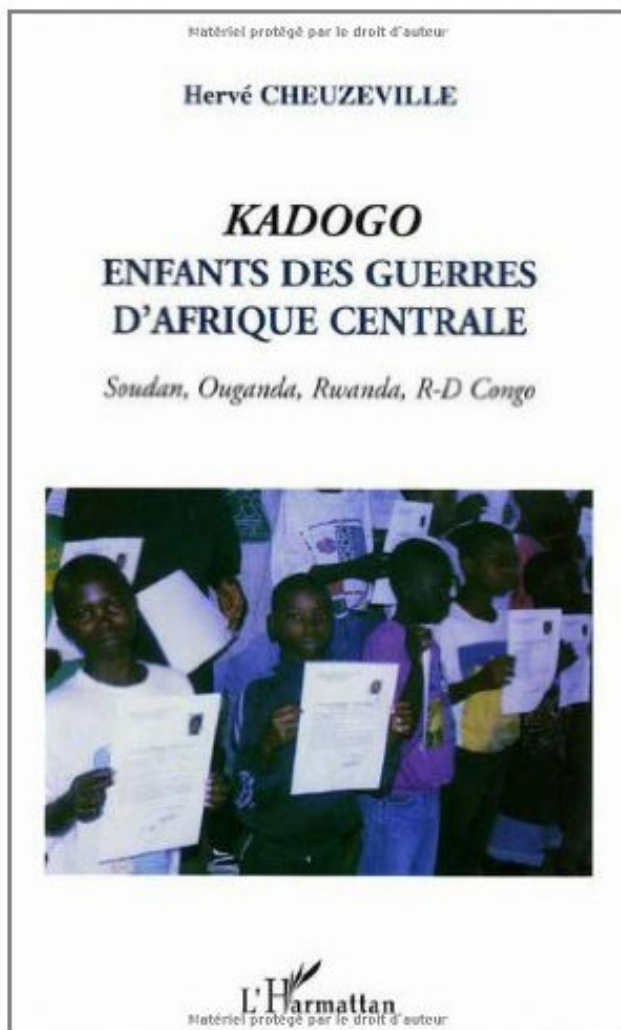 Matériel protégé par le droit d'auteur
Hervé CHEUZEVILLE
KADOGO
ENFANTS DES GUERRES
D'AFRIQUE CENTRALE
Soudan, Ouganda, Rwanda, R-D Congo
L'Harmattan
Matériel protégé par le droit d'auteur